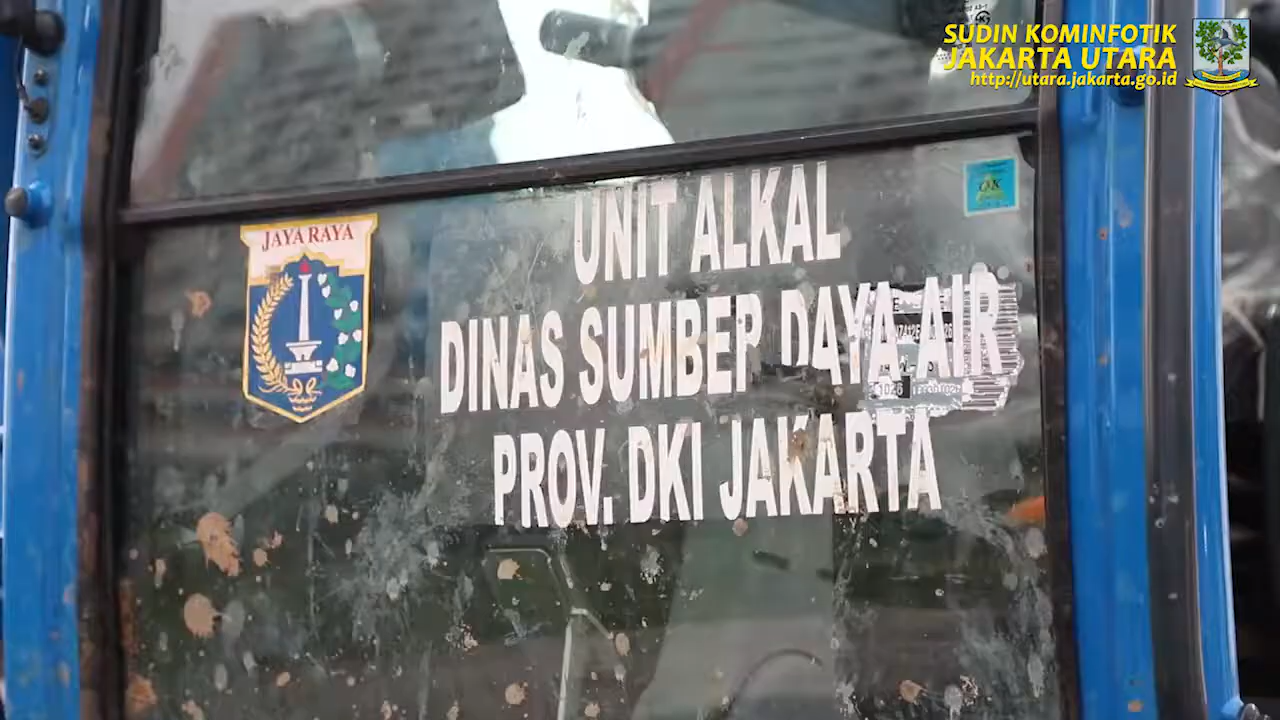 SUDIN KOMINFOTIK
JAKARTA UTARA
http://utara.jakarta.go.id
JAYA RAYA
UNIT ALKAL
DINAS SUMBER DAYA AIR
PROV. DKI JAKARTA
OK